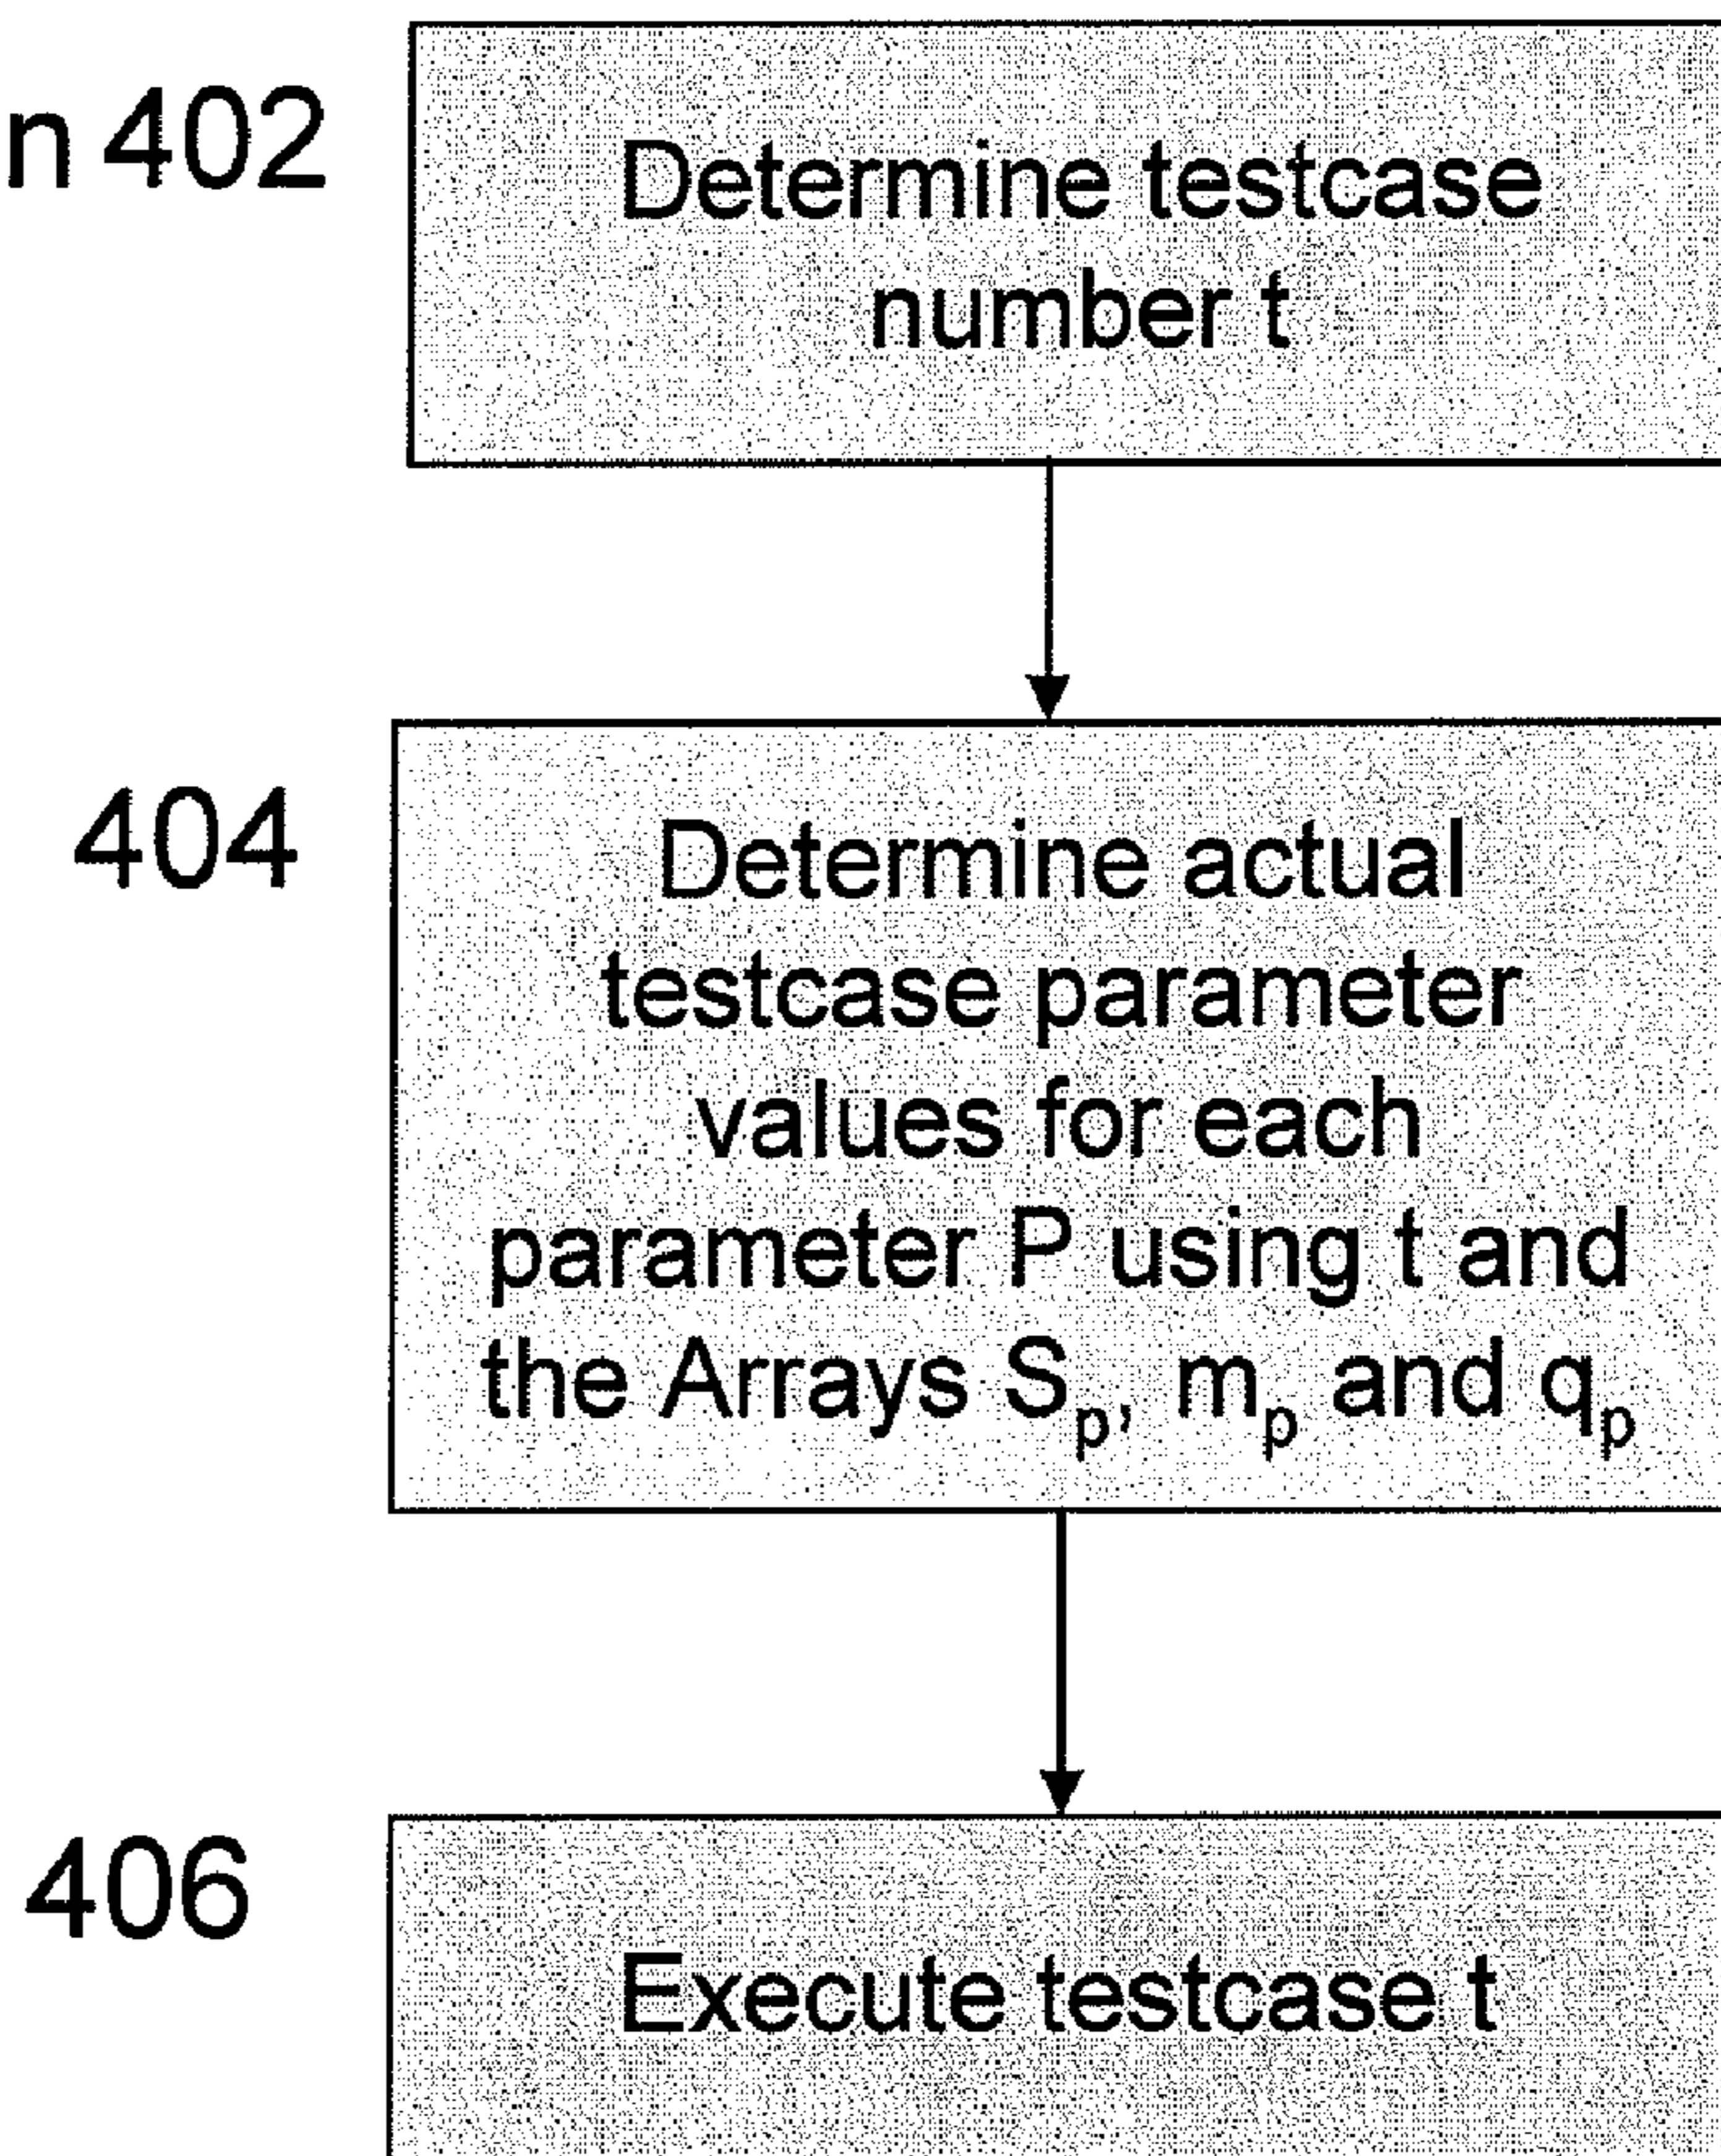 n 402
Determine testcase
number t
404
Determine actual
testcase parameter
values for each
parameter P using t and
the Arrays Sₚ, mₚ and qₚ
406
Execute testcase t